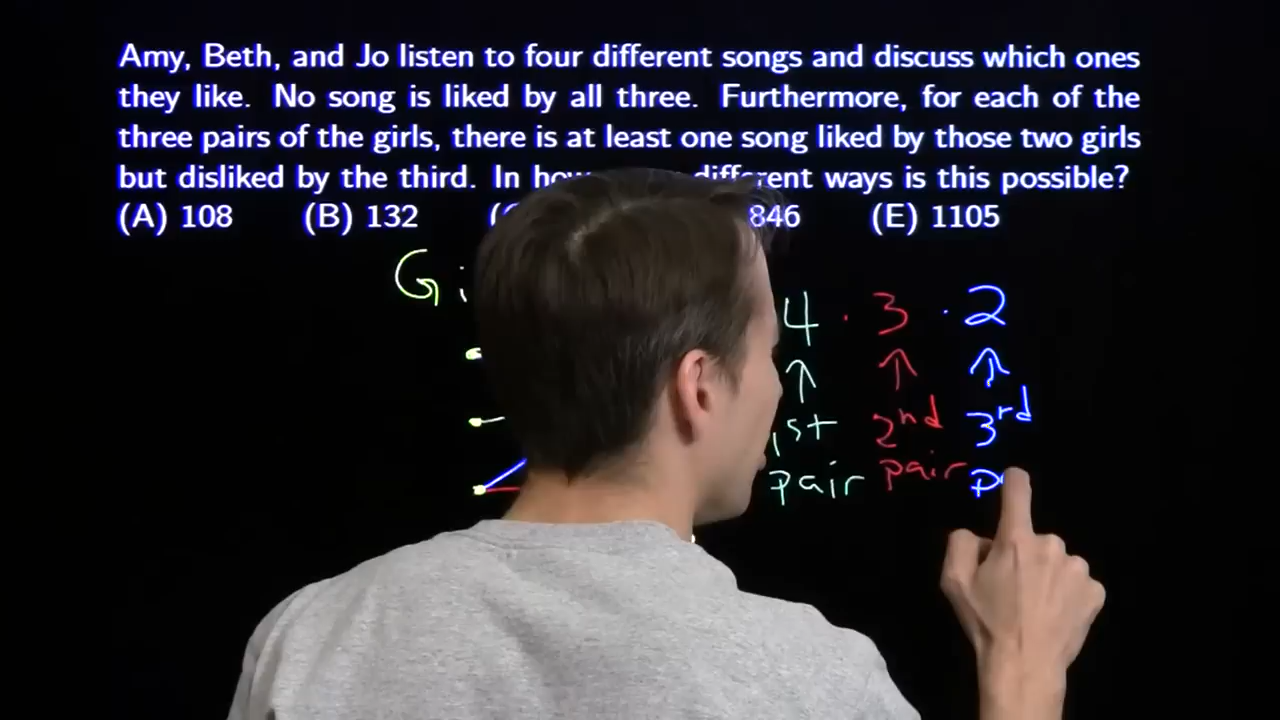 Amy, Beth, and Jo listen to four different songs and discuss which ones
they like. No song is liked by all three. Furthermore, for each of the
three pairs of the girls, there is at least one song liked by those two girls
but disliked by the third. In ways is this possible?
(A) 108 (B) 132 846 (E) 1105
4 · 3 · 2
1st 2nd 3rd
pair pair